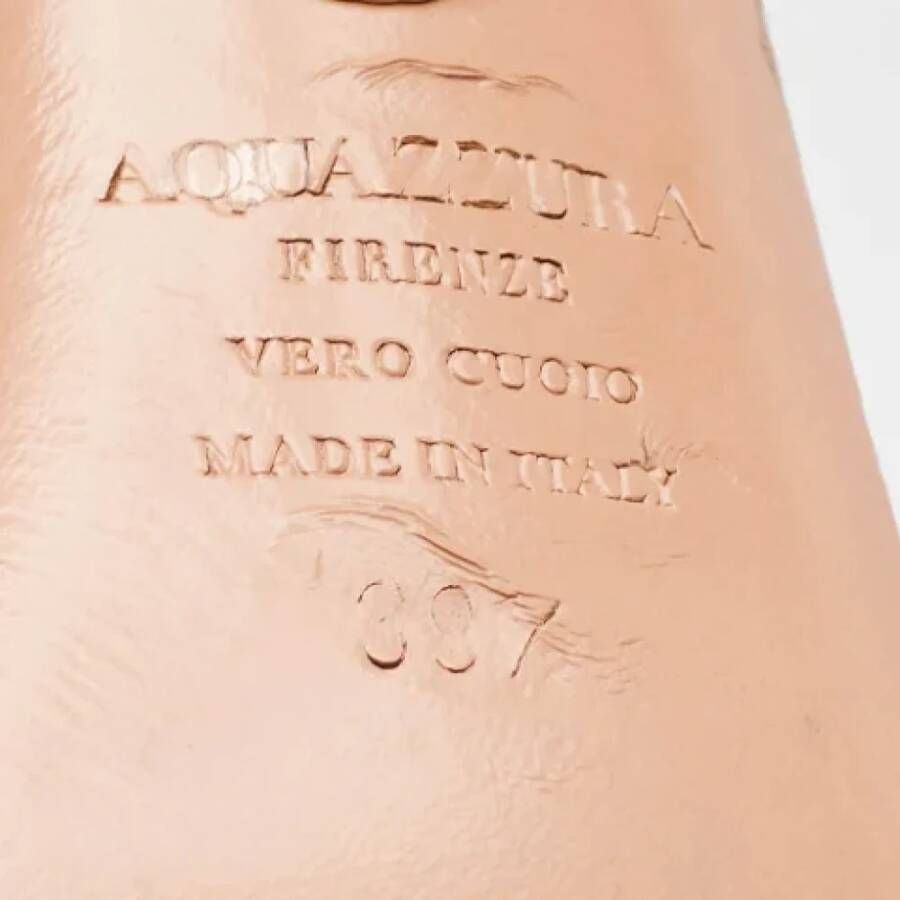 AQUAZZURA
FIRENZE
VERO CUOIO
MADE IN ITALY